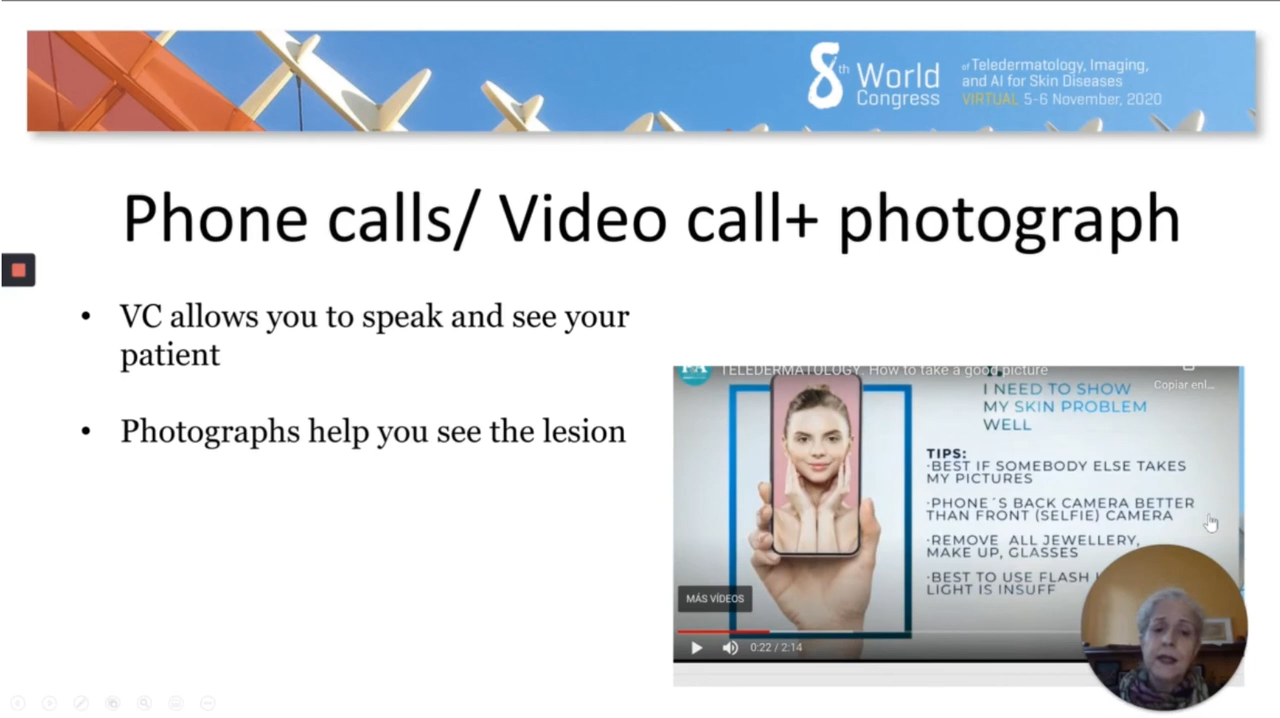 8th World
Congress
of Teledermatology, Imaging,
and AI for Skin Diseases
VIRTUAL 5-6 November, 2020
Phone calls/ Video call+ photograph
• VC allows you to speak and see your
patient
• Photographs help you see the lesion
TELEDERMATOLOGY. How to take a good picture
Copiar enl...
I NEED TO SHOW
MY SKIN PROBLEM
WELL
TIPS:
·BEST IF SOMEBODY ELSE TAKES
MY PICTURES
·PHONE´S BACK CAMERA BETTER
THAN FRONT (SELFIE) CAMERA
·REMOVE ALL JEWELLERY,
MAKE UP, GLASSES
·BEST TO USE FLASH
LIGHT IS INSUFF
MÁS VÍDEOS
0:22 / 2:14